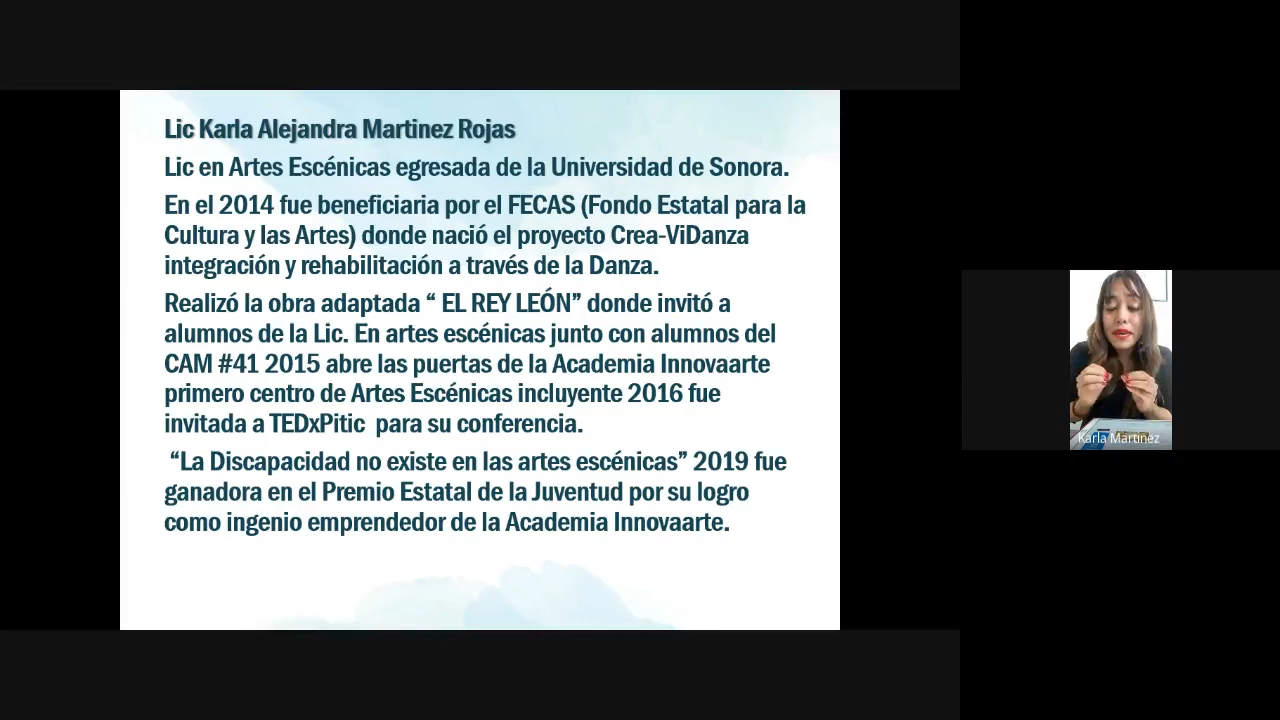 Lic Karla Alejandra Martinez Rojas
Lic en Artes Escénicas egresada de la Universidad de Sonora.
En el 2014 fue beneficiaria por el FECAS (Fondo Estatal para la
Cultura y las Artes) donde nació el proyecto Crea-ViDanza
integración y rehabilitación a través de la Danza.
Realizó la obra adaptada “ EL REY LEÓN” donde invitó a
alumnos de la Lic. En artes escénicas junto con alumnos del
CAM #41 2015 abre las puertas de la Academia Innovaarte
primero centro de Artes Escénicas incluyente 2016 fue
invitada a TEDxPitic  para su conferencia.
“La Discapacidad no existe en las artes escénicas” 2019 fue
ganadora en el Premio Estatal de la Juventud por su logro
como ingenio emprendedor de la Academia Innovaarte.
Karla Martinez